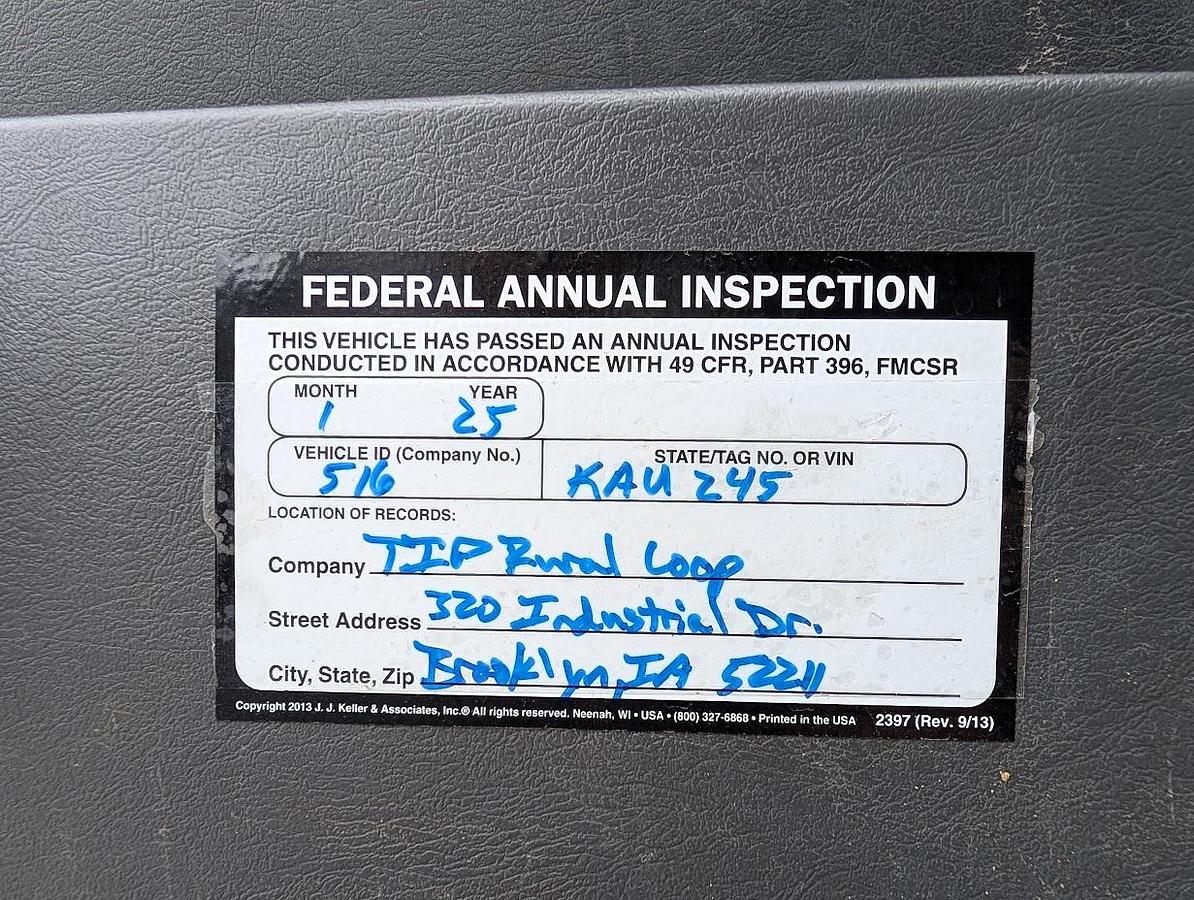 FEDERAL ANNUAL INSPECTION
THIS VEHICLE HAS PASSED AN ANNUAL INSPECTION
CONDUCTED IN ACCORDANCE WITH 49 CFR, PART 396, FMCSR
MONTH YEAR
1 25
VEHICLE ID (Company No.) STATE/TAG NO. OR VIN
516 KAU 245
LOCATION OF RECORDS:
Company TIP Rural Coop
Street Address 320 Industrial Dr.
City, State, Zip Brooklyn, IA 52211
Copyright 2013 J. J. Keller & Associates, Inc.® All rights reserved. Neenah, WI • USA • (800) 327-6868 • Printed in the USA 2397 (Rev. 9/13)